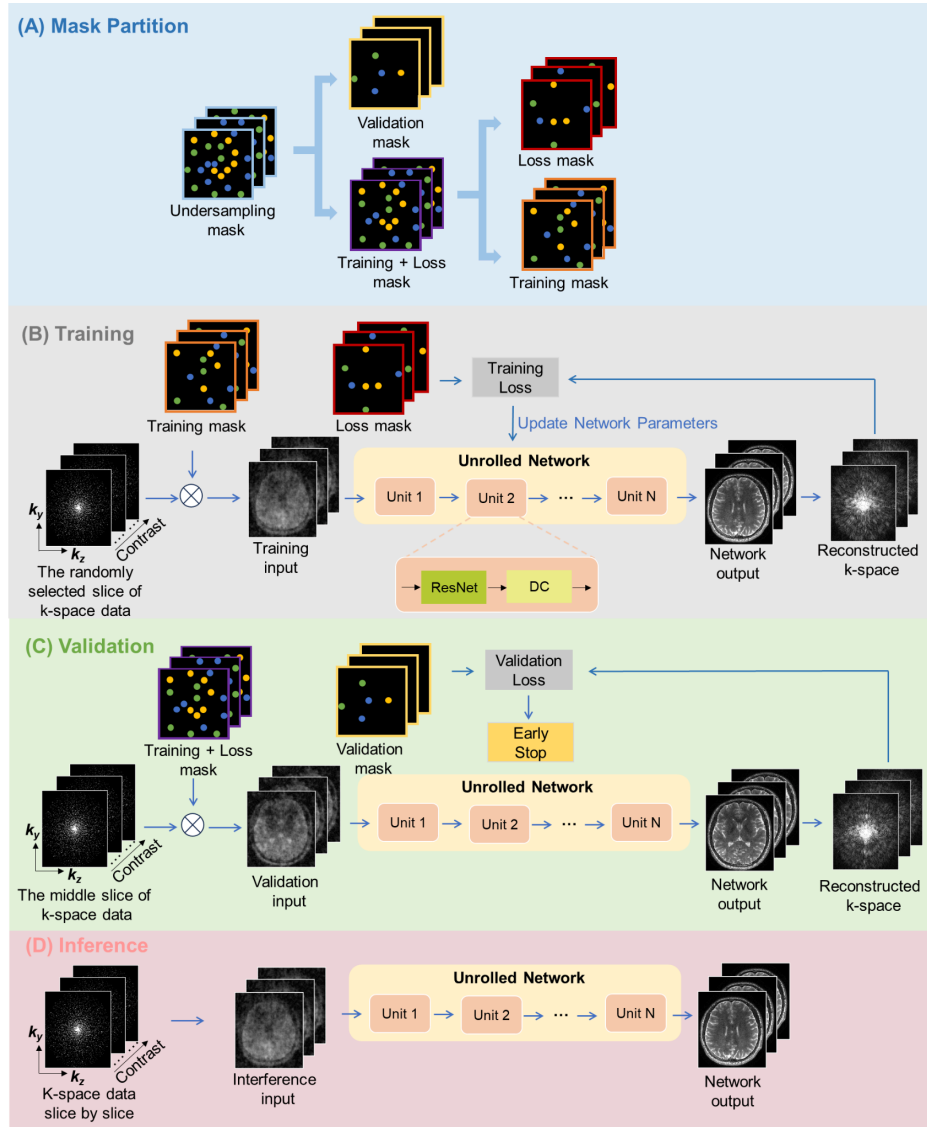 (A) Mask Partition
Undersampling
mask
Validation
mask
Training + Loss
mask
Loss mask
Training mask
(B) Training
Training mask
Loss mask
Training
Loss
Update Network Parameters
ky
kz
Contrast
The randomly
selected slice of
k-space data
Training
input
Unrolled Network
Unit 1
Unit 2
...
Unit N
ResNet
DC
Network
output
Reconstructed
k-space
(C) Validation
Training + Loss
mask
Validation
mask
Validation
Loss
Early
Stop
ky
kz
Contrast
The middle slice of
k-space data
Validation
input
Unrolled Network
Unit 1
Unit 2
...
Unit N
Network
output
Reconstructed
k-space
(D) Inference
ky
kz
Contrast
K-space data
slice by slice
Interference
input
Unrolled Network
Unit 1
Unit 2
...
Unit N
Network
output